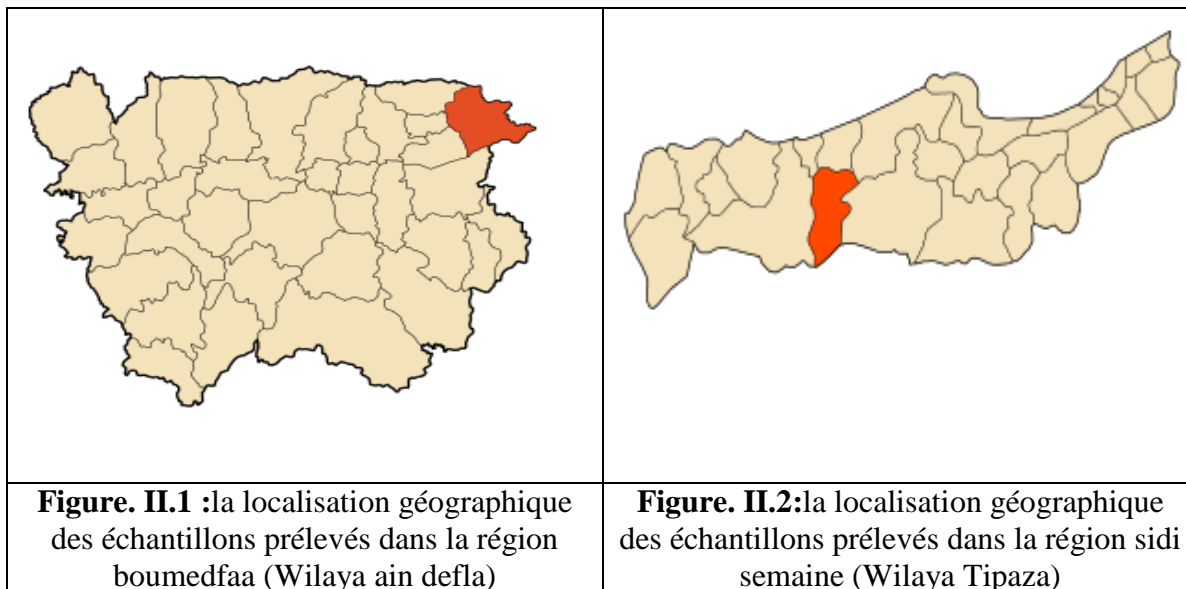 Figure. II.1 :la localisation géographique
des échantillons prélevés dans la région
boumedfaa (Wilaya ain defla)
Figure. II.2:la localisation géographique
des échantillons prélevés dans la région sidi
semaine (Wilaya Tipaza)